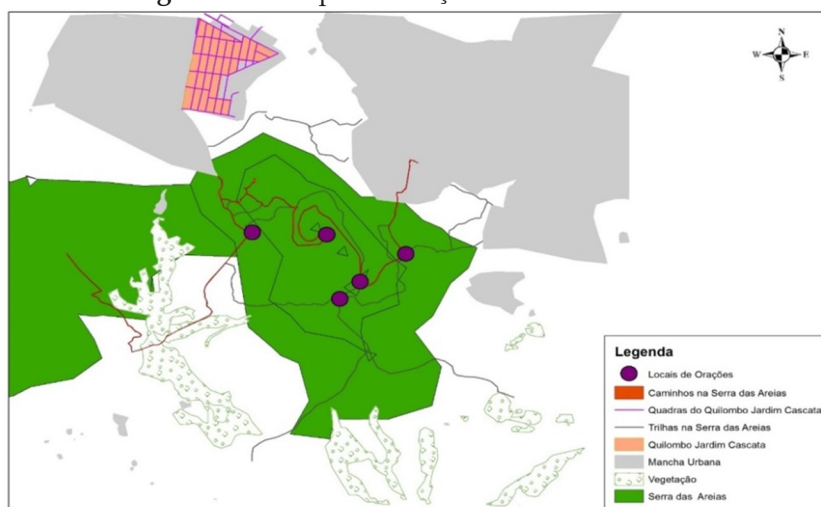 N
W E
S
Legenda
Locais de Orações
Caminhos na Serra das Areias
Quadras do Quilombo Jardim Cascata
Trilhas na Serra das Areias
Quilombo Jardim Cascata
Mancha Urbana
Vegetação
Serra das Areias